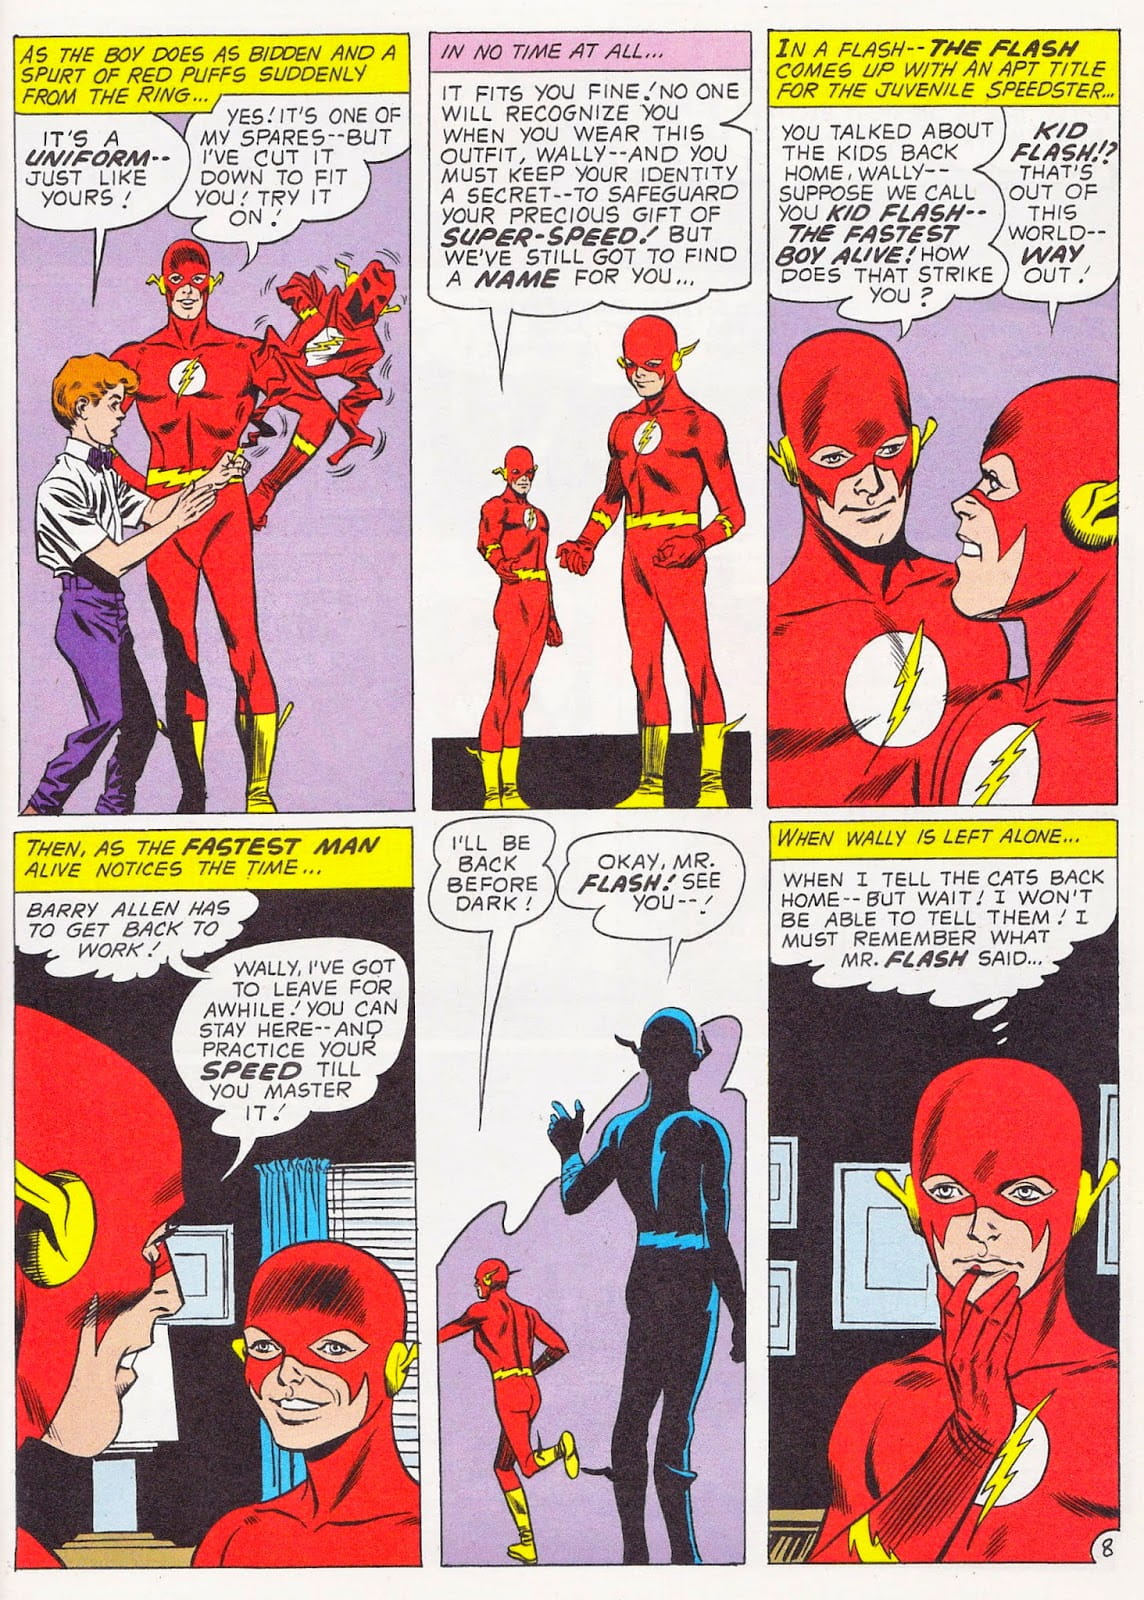 AS THE BOY DOES AS BIDDEN AND A
SPURT OF RED PUFFS SUDDENLY
FROM THE RING...
IT'S A
UNIFORM--
JUST LIKE
YOURS!
YES! IT'S ONE OF
MY SPARES--BUT
I'VE CUT IT
DOWN TO FIT
YOU! TRY IT
ON!
IN NO TIME AT ALL...
IT FITS YOU FINE! NO ONE
WILL RECOGNIZE YOU
WHEN YOU WEAR THIS
OUTFIT, WALLY--AND YOU
MUST KEEP YOUR IDENTITY
A SECRET--TO SAFEGUARD
YOUR PRECIOUS GIFT OF
SUPER-SPEED! BUT
WE'VE STILL GOT TO FIND
A NAME FOR YOU...
IN A FLASH--THE FLASH
COMES UP WITH AN APT TITLE
FOR THE JUVENILE SPEEDSTER...
YOU TALKED ABOUT
THE KIDS BACK
HOME, WALLY--
SUPPOSE WE CALL
YOU KID FLASH--
THE FASTEST
BOY ALIVE! HOW
DOES THAT STRIKE
YOU?
KID
FLASH!?
THAT'S
OUT OF
THIS
WORLD--
WAY
OUT!
THEN, AS THE FASTEST MAN
ALIVE NOTICES THE TIME...
BARRY ALLEN HAS
TO GET BACK TO
WORK!
WALLY, I'VE GOT
TO LEAVE FOR
AWHILE! YOU CAN
STAY HERE--AND
PRACTICE YOUR
SPEED TILL
YOU MASTER
IT!
I'LL BE
BACK
BEFORE
DARK!
OKAY, MR.
FLASH! SEE
YOU--!
WHEN WALLY IS LEFT ALONE...
WHEN I TELL THE CATS BACK
HOME--BUT WAIT! I WON'T
BE ABLE TO TELL THEM! I
MUST REMEMBER WHAT
MR. FLASH SAID...
8